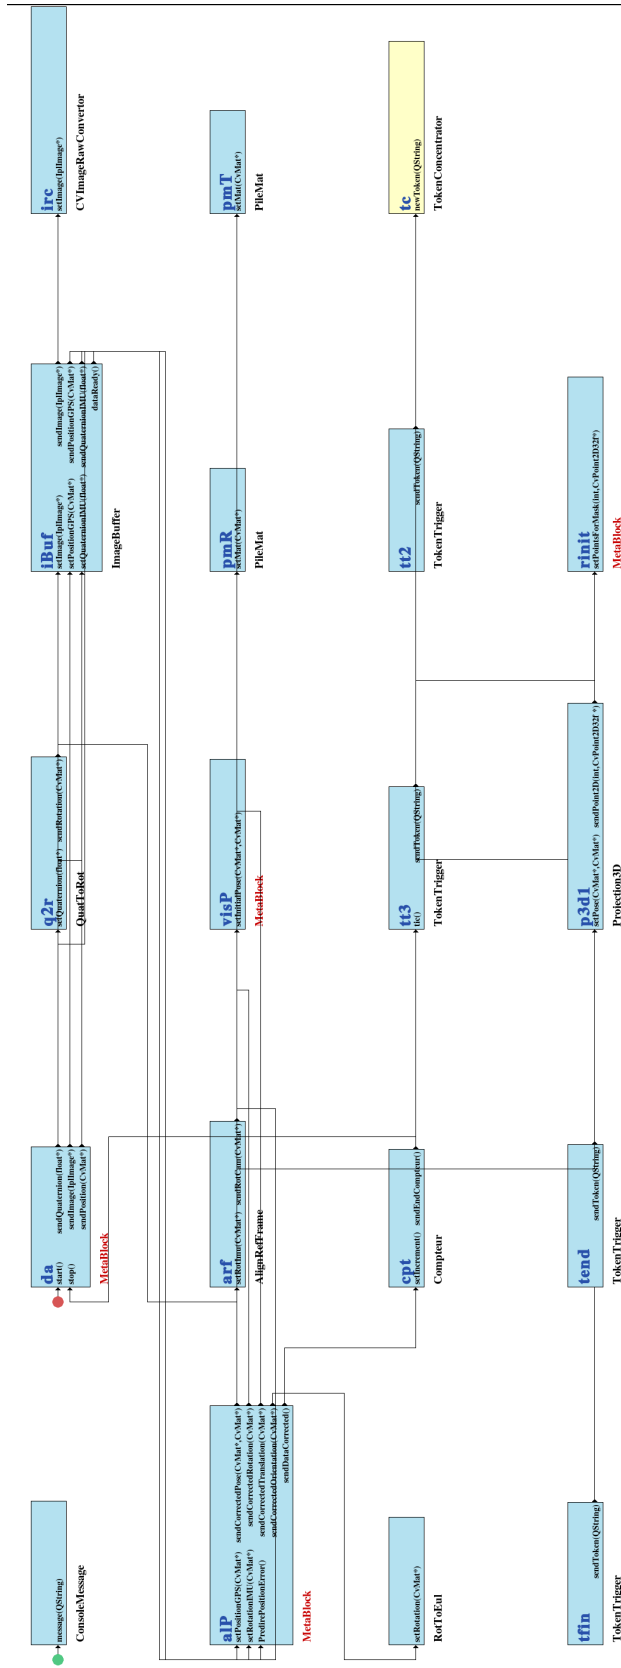 message(QString)
ConsoleMessage
da
start() sendQuaternion(float*)
stop() sendImage(IplImage*)
sendPosition(CvMat*)
MetaBlock
q2r
setQuaternion(float*) sendRotation(CvMat*)
QuatToRot
iBuf
setImage(IplImage*) sendImage(IplImage*)
setPositionGPS(CvMat*) sendPositionGPS(CvMat*)
setQuaternionIMU(float*) sendQuaternionIMU(float*)
dataReady()
ImageBuffer
irc
setImage(IplImage*)
CVImageRawConvertor
alP
setPositionGPS(CvMat*) sendCorrectedPose(CvMat*,CvMat*)
setRotationIMU(CvMat*) sendCorrectedRotation(CvMat*)
PredirePositionError() sendCorrectedTranslation(CvMat*)
sendCorrectedOrientation(CvMat*)
sendDataCorrected()
MetaBlock
arf
setRotImu(CvMat*) sendRotCam(CvMat*)
AlignRefFrame
visP
setInitialPose(CvMat*,CvMat*)
MetaBlock
pmR
setMat(CvMat*)
PileMat
pmT
setMat(CvMat*)
PileMat
setRotation(CvMat*)
RotToEul
cpt
setIncrement() sendEndCompteur()
Compteur
tt3
tic() sendToken(QString)
TokenTrigger
tt2
sendToken(QString)
TokenTrigger
tc
newToken(QString)
TokenConcentrator
tfin
sendToken(QString)
TokenTrigger
tend
sendToken(QString)
TokenTrigger
p3d1
setPose(CvMat*,CvMat*) sendPoint2D(int,CvPoint2D32f *)
Projection3D
rinit
setPointsForMask(int,CvPoint2D32f*)
MetaBlock